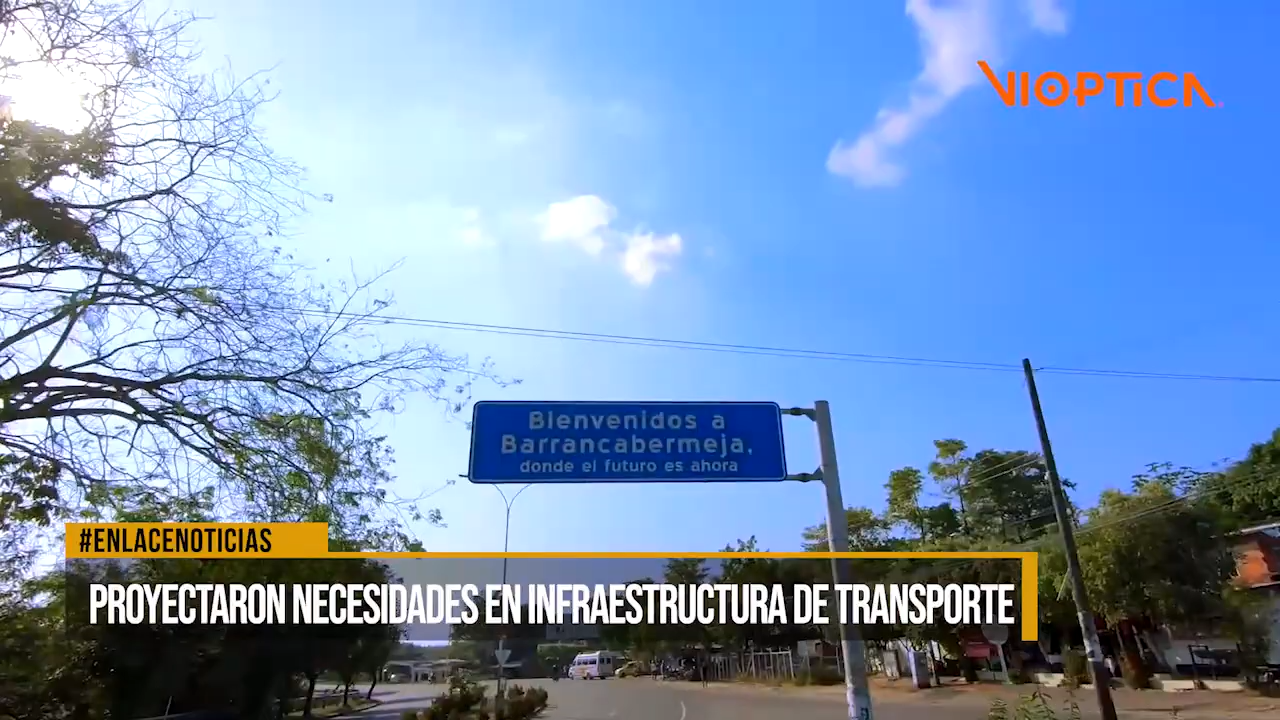 VIOPTICA
Bienvenidos a
Barrancabermeja,
donde el futuro es ahora
#ENLACENOTICIAS
PROYECTARON NECESIDADES EN INFRAESTRUCTURA DE TRANSPORTE